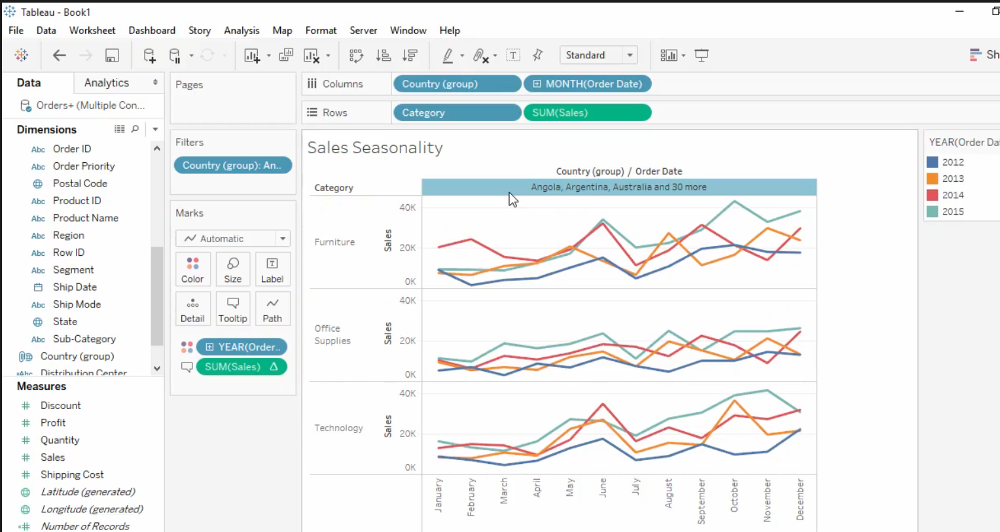 Tableau - Book1
File Data Worksheet Dashboard Story Analysis Map Format Server Window Help
Standard
Sh
Data Analytics
Orders+ (Multiple Con...
Dimensions
Abc Order ID
Abc Order Priority
Postal Code
Abc Product ID
Abc Product Name
Abc Region
Abc Row ID
Abc Segment
Ship Date
Abc Ship Mode
State
Abc Sub-Category
Country (group)
=Abc Distribution Center
Measures
# Discount
# Profit
# Quantity
# Sales
# Shipping Cost
Latitude (generated)
Longitude (generated)
=# Number of Records
Pages
Filters
Country (group): An..
Marks
Automatic
Color Size Label
Detail Tooltip Path
YEAR(Order..
SUM(Sales) Δ
Columns Country (group) MONTH(Order Date)
Rows Category SUM(Sales)
Sales Seasonality
Country (group) / Order Date
Category Angola, Argentina, Australia and 30 more
Furniture
Sales
40K
20K
0K
Office
Supplies
Sales
40K
20K
0K
Technology
Sales
40K
20K
0K
January February March April May June July August September October November December
YEAR(Order Da
2012
2013
2014
2015